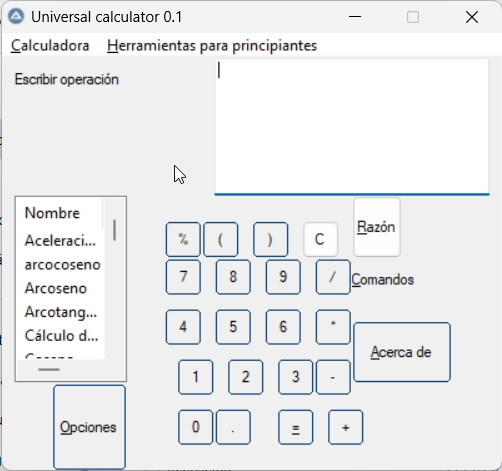 Universal calculator 0.1
Calculadora Herramientas para principiantes
Escribir operación
Nombre
Aceleraci...
arcocoseno
Arcoseno
Arcotang...
Cálculo d...
% ( ) C Razón
7 8 9 / Comandos
4 5 6 * Acerca de
1 2 3 -
Opciones 0 . = +